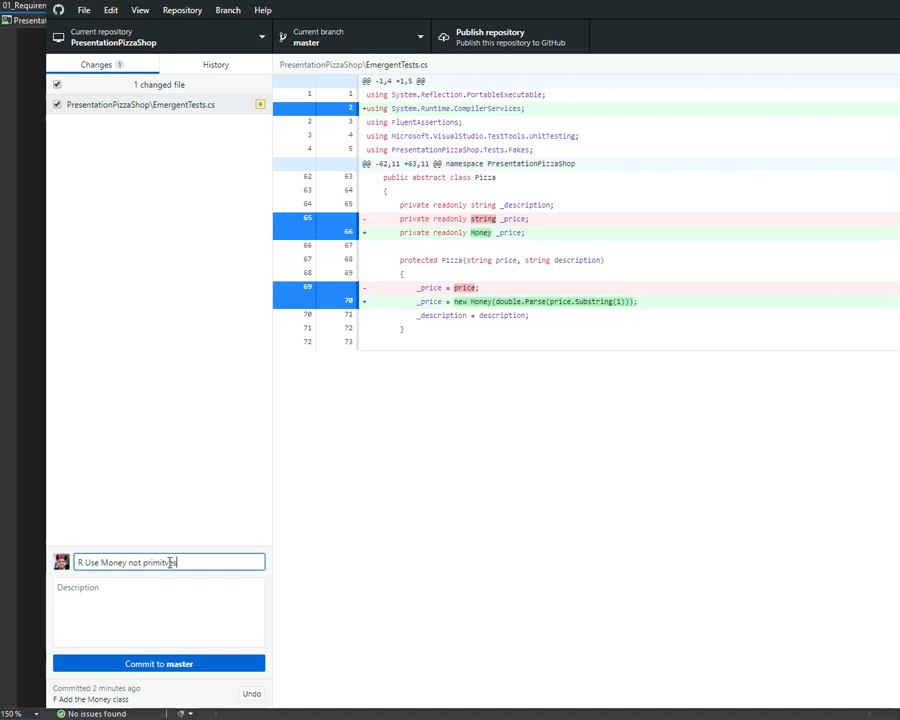 01_Requirem
File Edit View Repository Branch Help
Presentat
Current repository
PresentationPizzaShop
Current branch
master
Publish repository
Publish this repository to GitHub
Changes 1
History
PresentationPizzaShop\EmergentTests.cs
1 changed file
PresentationPizzaShop\EmergentTests.cs
@@ -1,4 +1,5 @@
1 1 using System.Reflection.PortableExecutable;
2 +using System.Runtime.CompilerServices;
2 3 using FluentAssertions;
3 4 using Microsoft.VisualStudio.TestTools.UnitTesting;
4 5 using PresentationPizzaShop.Tests.Fakes;
@@ -62,11 +63,11 @@ namespace PresentationPizzaShop
62 63 public abstract class Pizza
63 64 {
64 65 private readonly string _description;
65 - private readonly string _price;
66 + private readonly Money _price;
66 67
67 68 protected Pizza(string price, string description)
68 69 {
69 - _price = price;
70 + _price = new Money(double.Parse(price.Substring(1)));
70 71 _description = description;
71 72 }
72 73
R Use Money not primitves
Description
Commit to master
Committed 2 minutes ago
F Add the Money class
Undo
150 %
No issues found